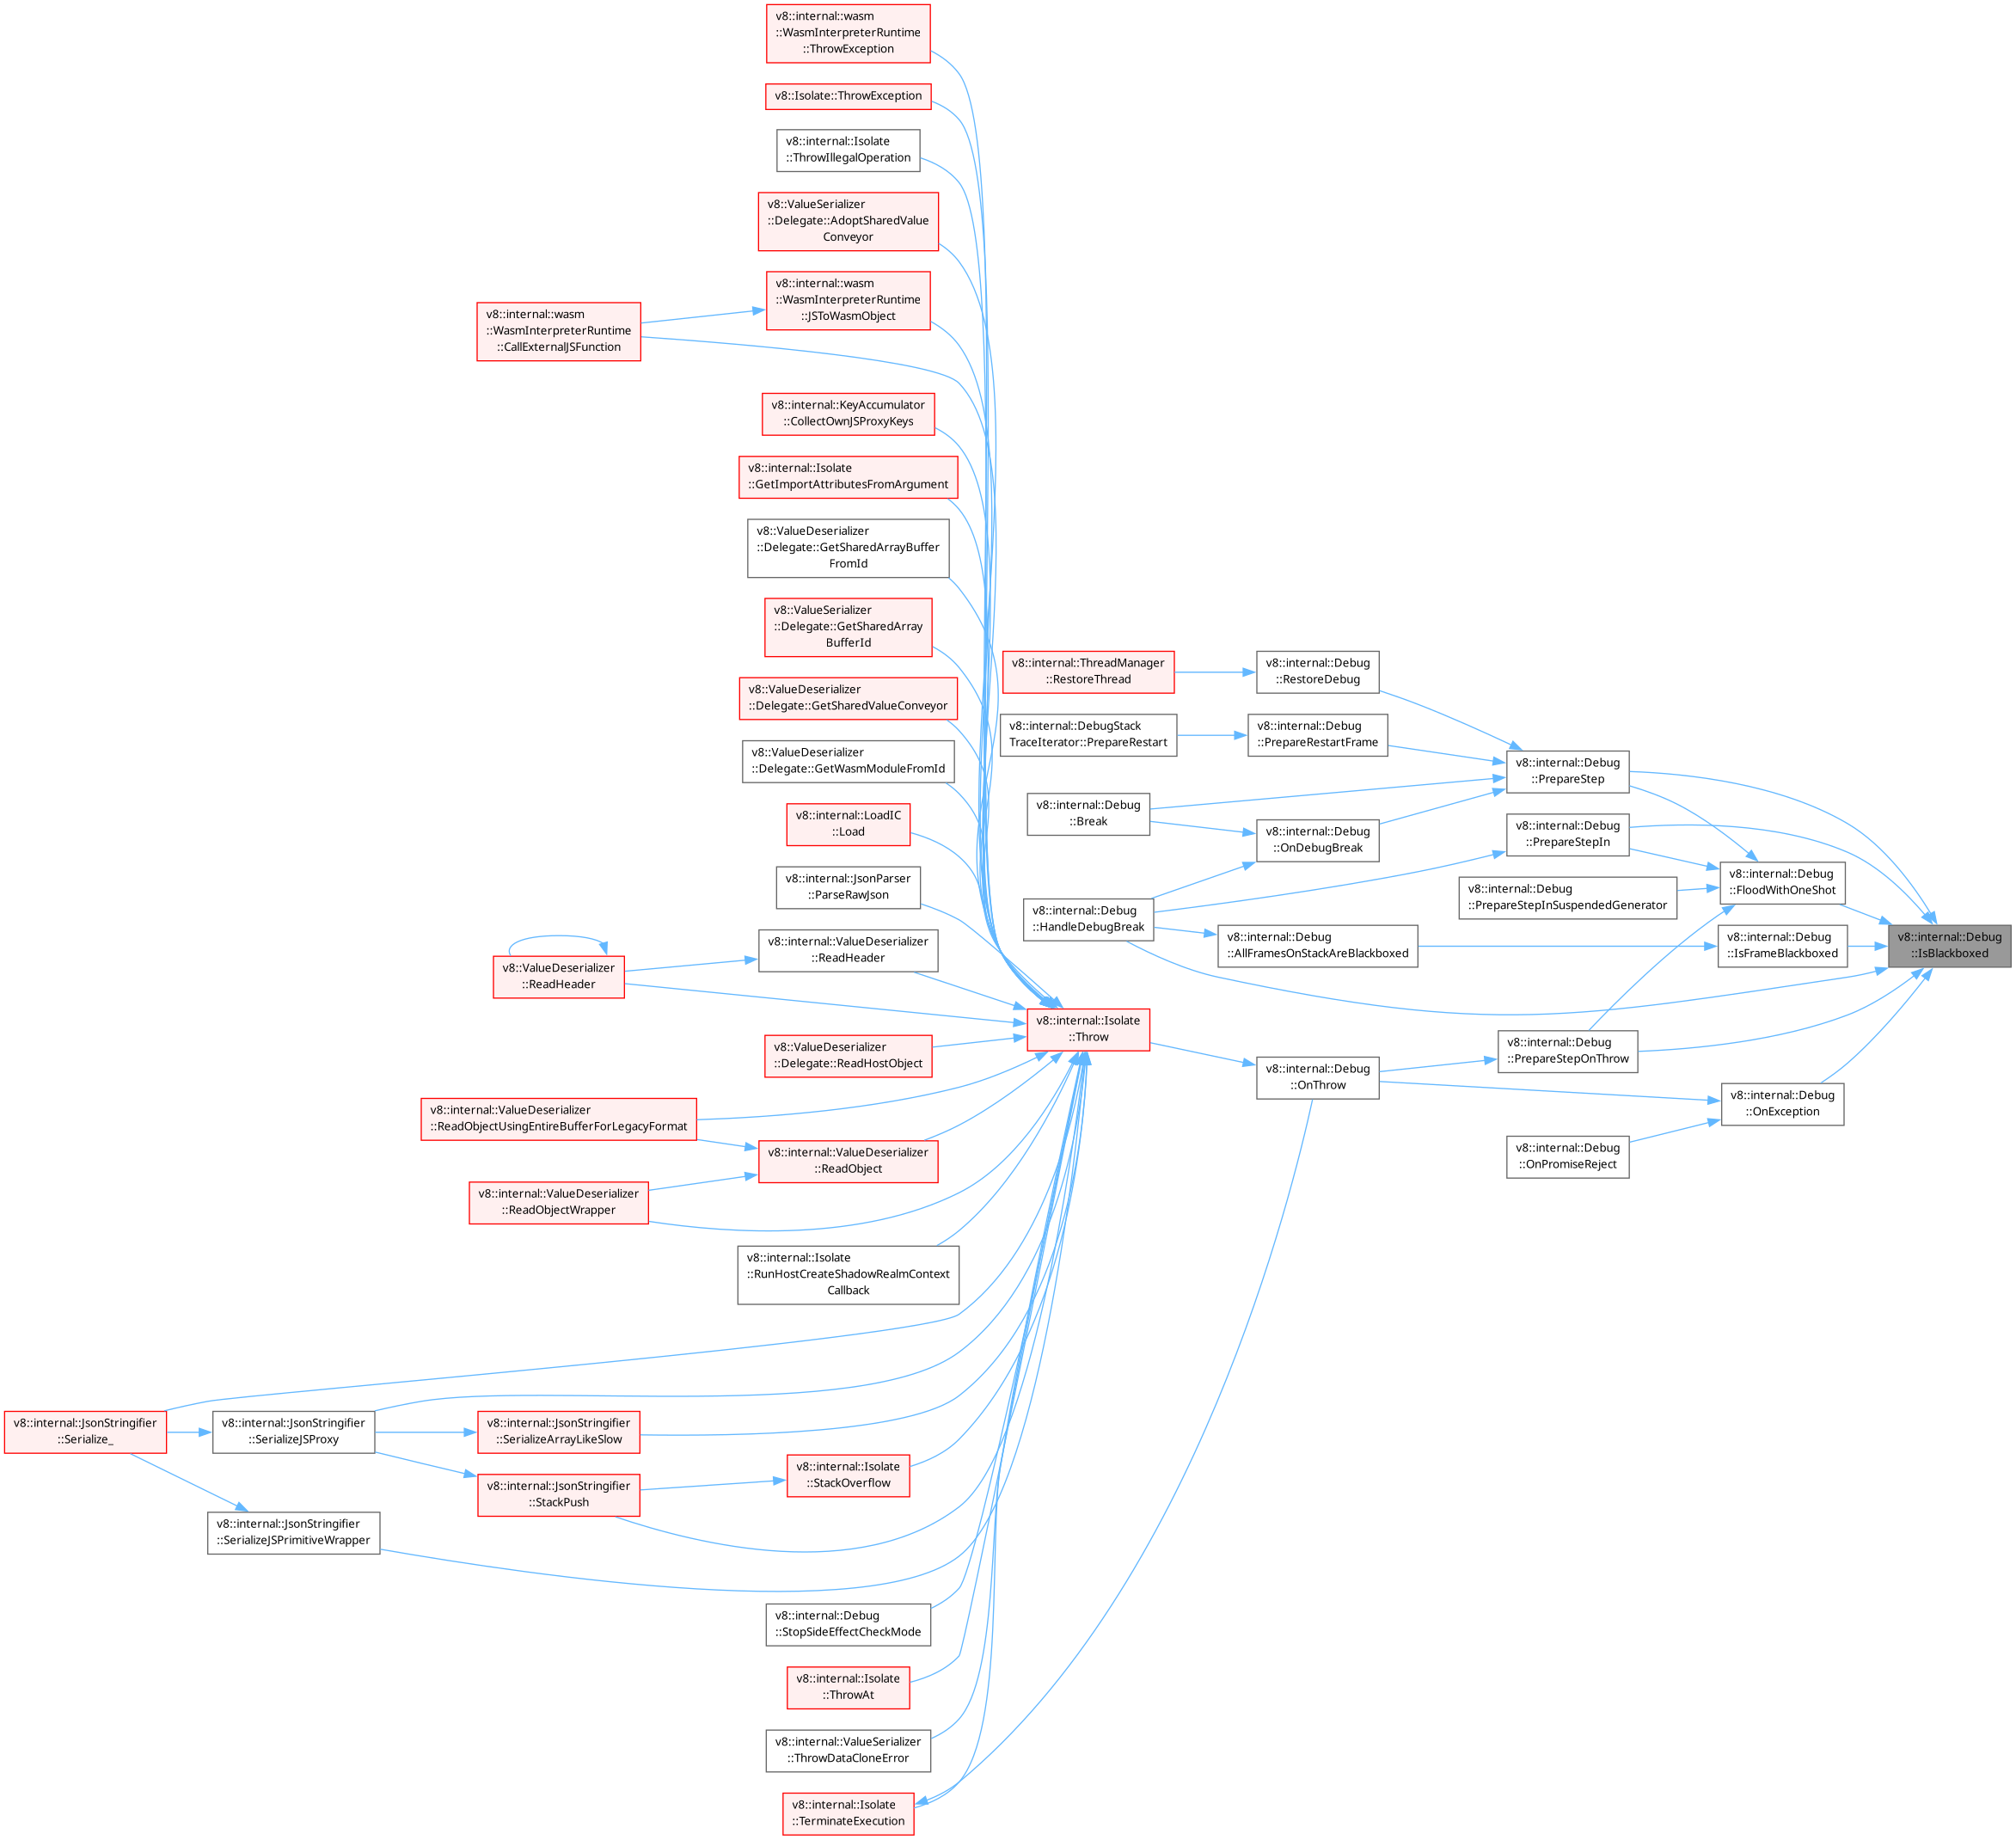 v8::internal::wasm
::WasmInterpreterRuntime
::ThrowException
v8::Isolate::ThrowException
v8::internal::Isolate
::ThrowIllegalOperation
v8::ValueSerializer
::Delegate::AdoptSharedValue
Conveyor
v8::internal::wasm
::WasmInterpreterRuntime
::JSToWasmObject
v8::internal::wasm
::WasmInterpreterRuntime
::CallExternalJSFunction
v8::internal::KeyAccumulator
::CollectOwnJSProxyKeys
v8::internal::Isolate
::GetImportAttributesFromArgument
v8::ValueDeserializer
::Delegate::GetSharedArrayBuffer
FromId
v8::ValueSerializer
::Delegate::GetSharedArray
BufferId
v8::ValueDeserializer
::Delegate::GetSharedValueConveyor
v8::ValueDeserializer
::Delegate::GetWasmModuleFromId
v8::internal::LoadIC
::Load
v8::internal::JsonParser
::ParseRawJson
v8::internal::ValueDeserializer
::ReadHeader
v8::ValueDeserializer
::ReadHeader
v8::ValueDeserializer
::Delegate::ReadHostObject
v8::internal::ValueDeserializer
::ReadObjectUsingEntireBufferForLegacyFormat
v8::internal::ValueDeserializer
::ReadObject
v8::internal::ValueDeserializer
::ReadObjectWrapper
v8::internal::Isolate
::RunHostCreateShadowRealmContext
Callback
v8::internal::JsonStringifier
::Serialize_
v8::internal::JsonStringifier
::SerializeJSProxy
v8::internal::JsonStringifier
::SerializeArrayLikeSlow
v8::internal::Isolate
::StackOverflow
v8::internal::JsonStringifier
::StackPush
v8::internal::JsonStringifier
::SerializeJSPrimitiveWrapper
v8::internal::Debug
::StopSideEffectCheckMode
v8::internal::Isolate
::ThrowAt
v8::internal::ValueSerializer
::ThrowDataCloneError
v8::internal::Isolate
::TerminateExecution
v8::internal::Isolate
::Throw
v8::internal::ThreadManager
::RestoreThread
v8::internal::Debug
::RestoreDebug
v8::internal::DebugStack
TraceIterator::PrepareRestart
v8::internal::Debug
::PrepareRestartFrame
v8::internal::Debug
::PrepareStep
v8::internal::Debug
::Break
v8::internal::Debug
::OnDebugBreak
v8::internal::Debug
::PrepareStepIn
v8::internal::Debug
::FloodWithOneShot
v8::internal::Debug
::PrepareStepInSuspendedGenerator
v8::internal::Debug
::HandleDebugBreak
v8::internal::Debug
::AllFramesOnStackAreBlackboxed
v8::internal::Debug
::IsFrameBlackboxed
v8::internal::Debug
::IsBlackboxed
v8::internal::Debug
::PrepareStepOnThrow
v8::internal::Debug
::OnThrow
v8::internal::Debug
::OnException
v8::internal::Debug
::OnPromiseReject